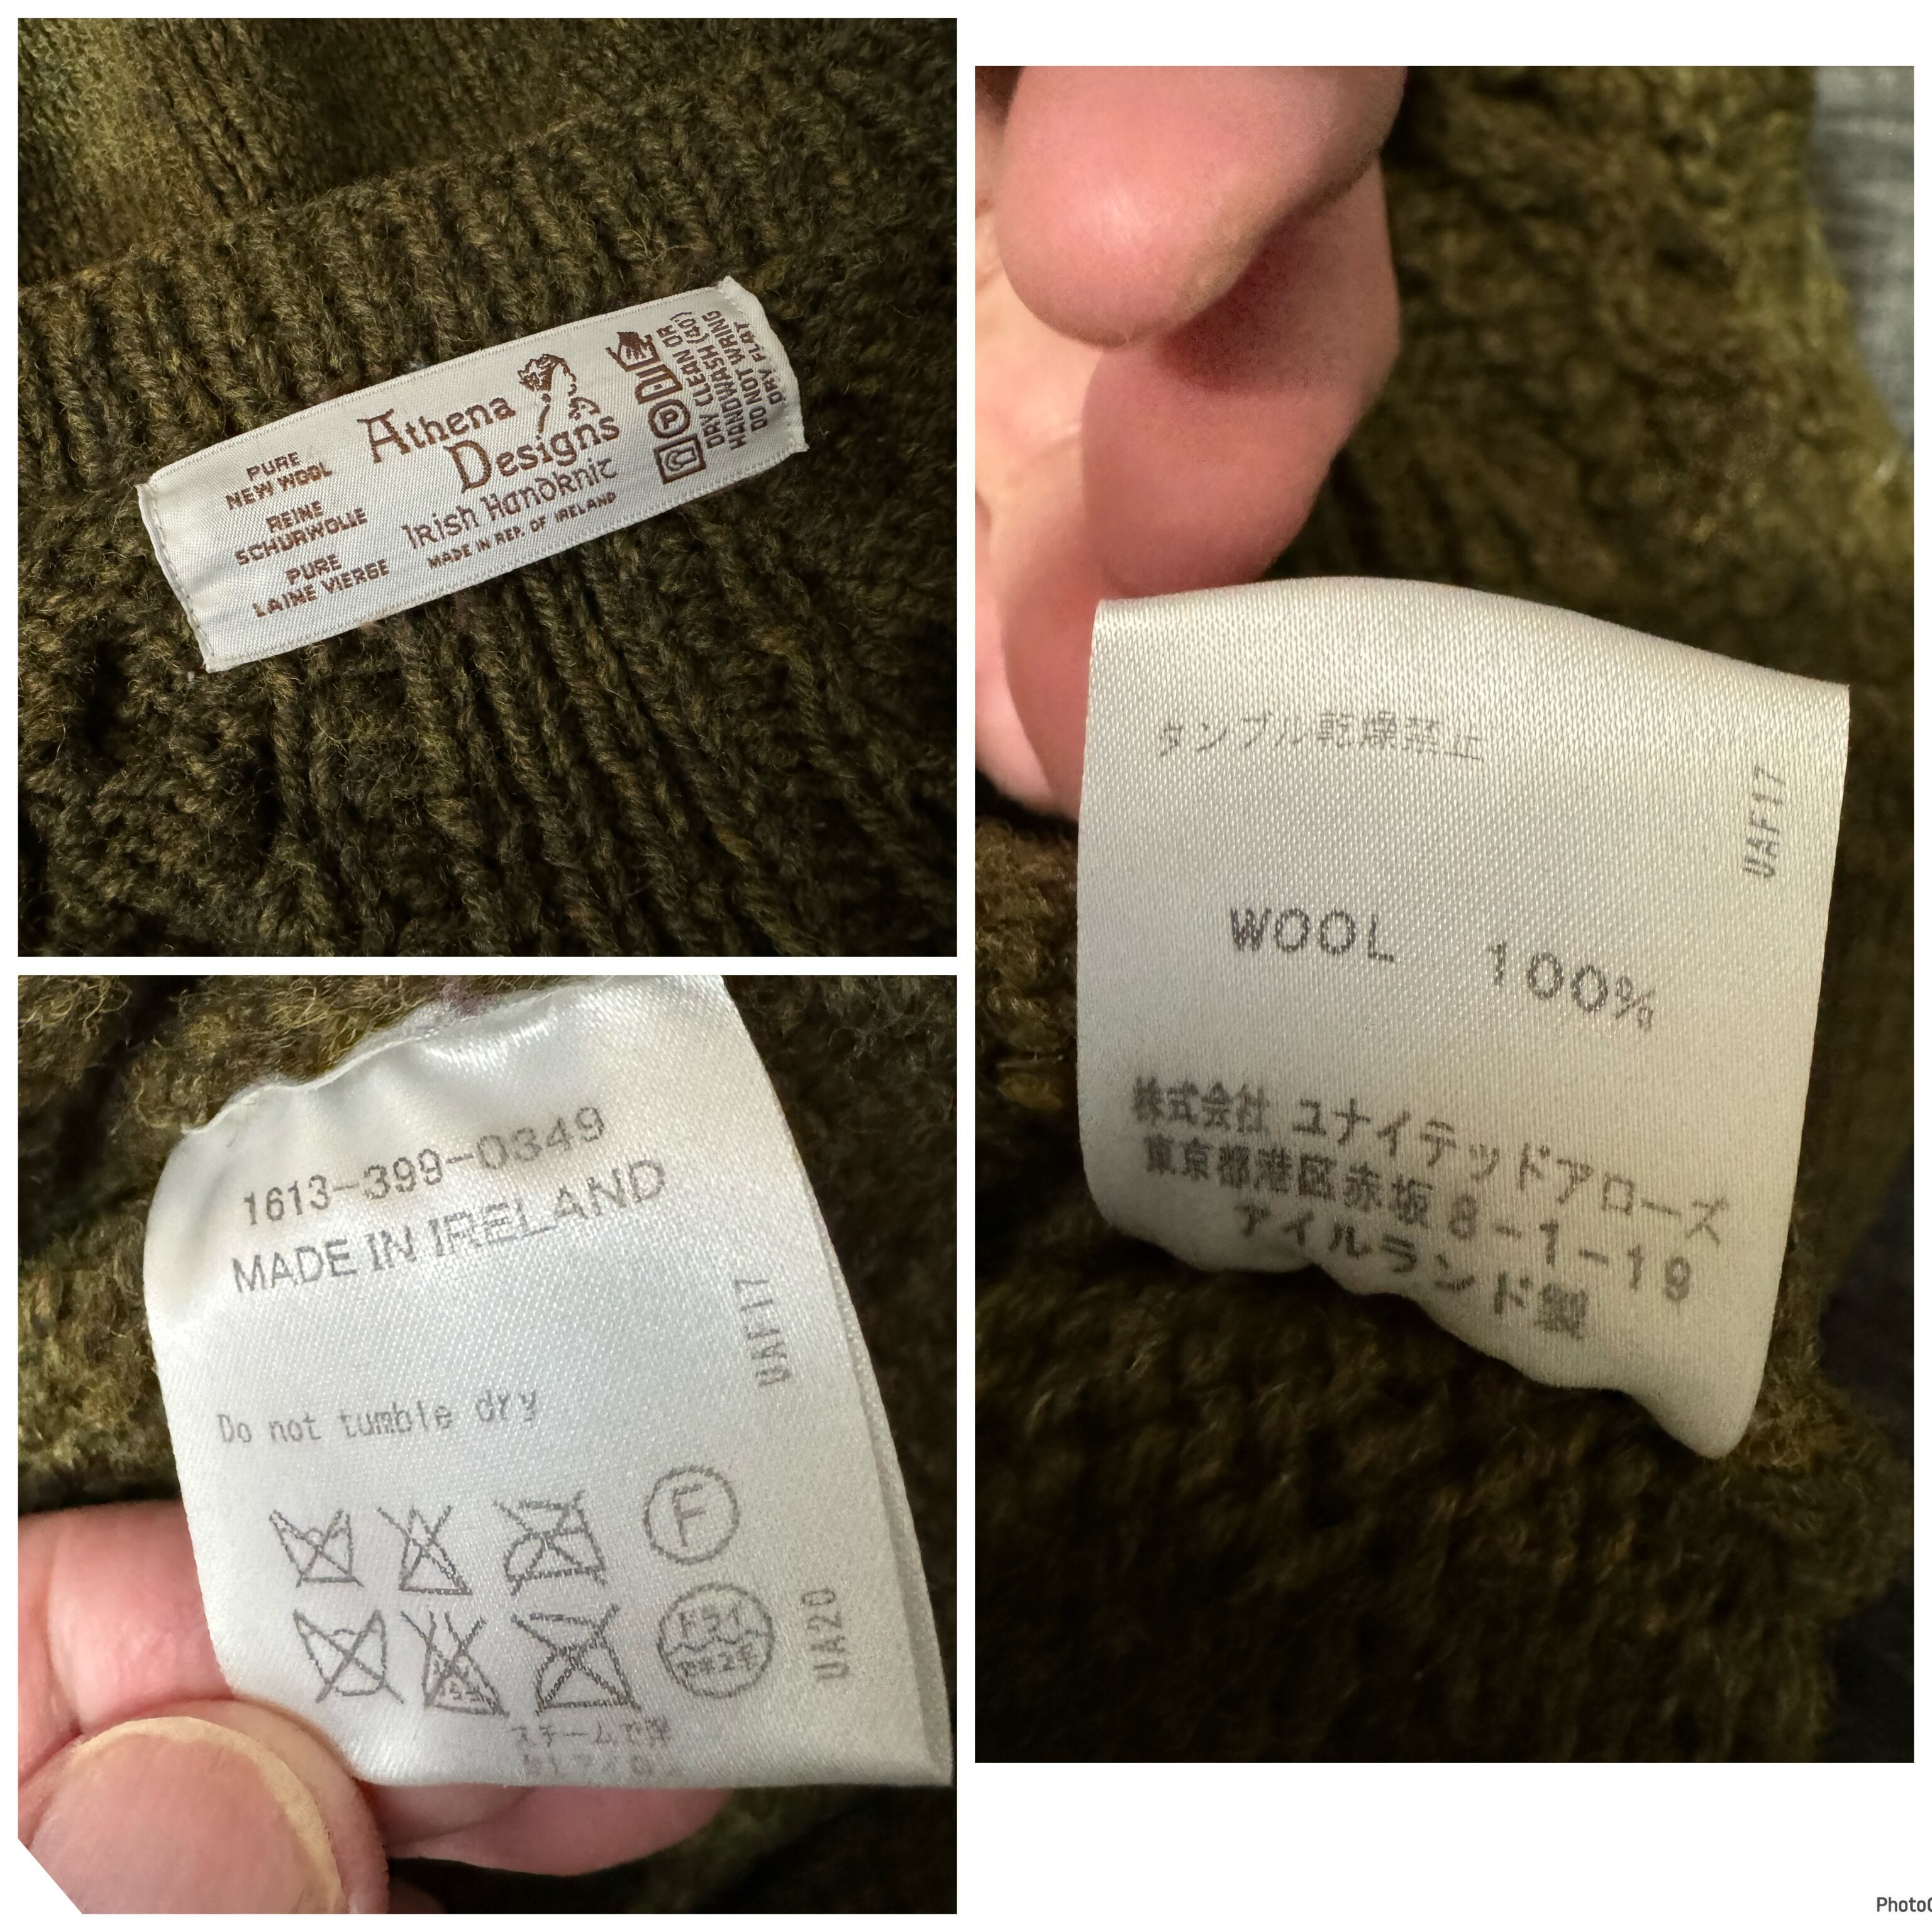 PURE
NEW WOOL
REINE
SCHURWOLLE
PURE
LAINE VIERGE
Athena
Designs
Irish Handknit
MADE IN REP. OF IRELAND
P
DRY CLEAN OR
HANDWASH (40°)
DO NOT WRING
DRY FLAT
1613-399-0349
MADE IN IRELAND
UAF17
Do not tumble dry
F
ドライ
UA20
スチームで
タンブル乾燥禁止
UAF17
WOOL 100%
株式会社 ユナイテッドアローズ
東京都港区赤坂8-1-19
アイルランド製
Photo